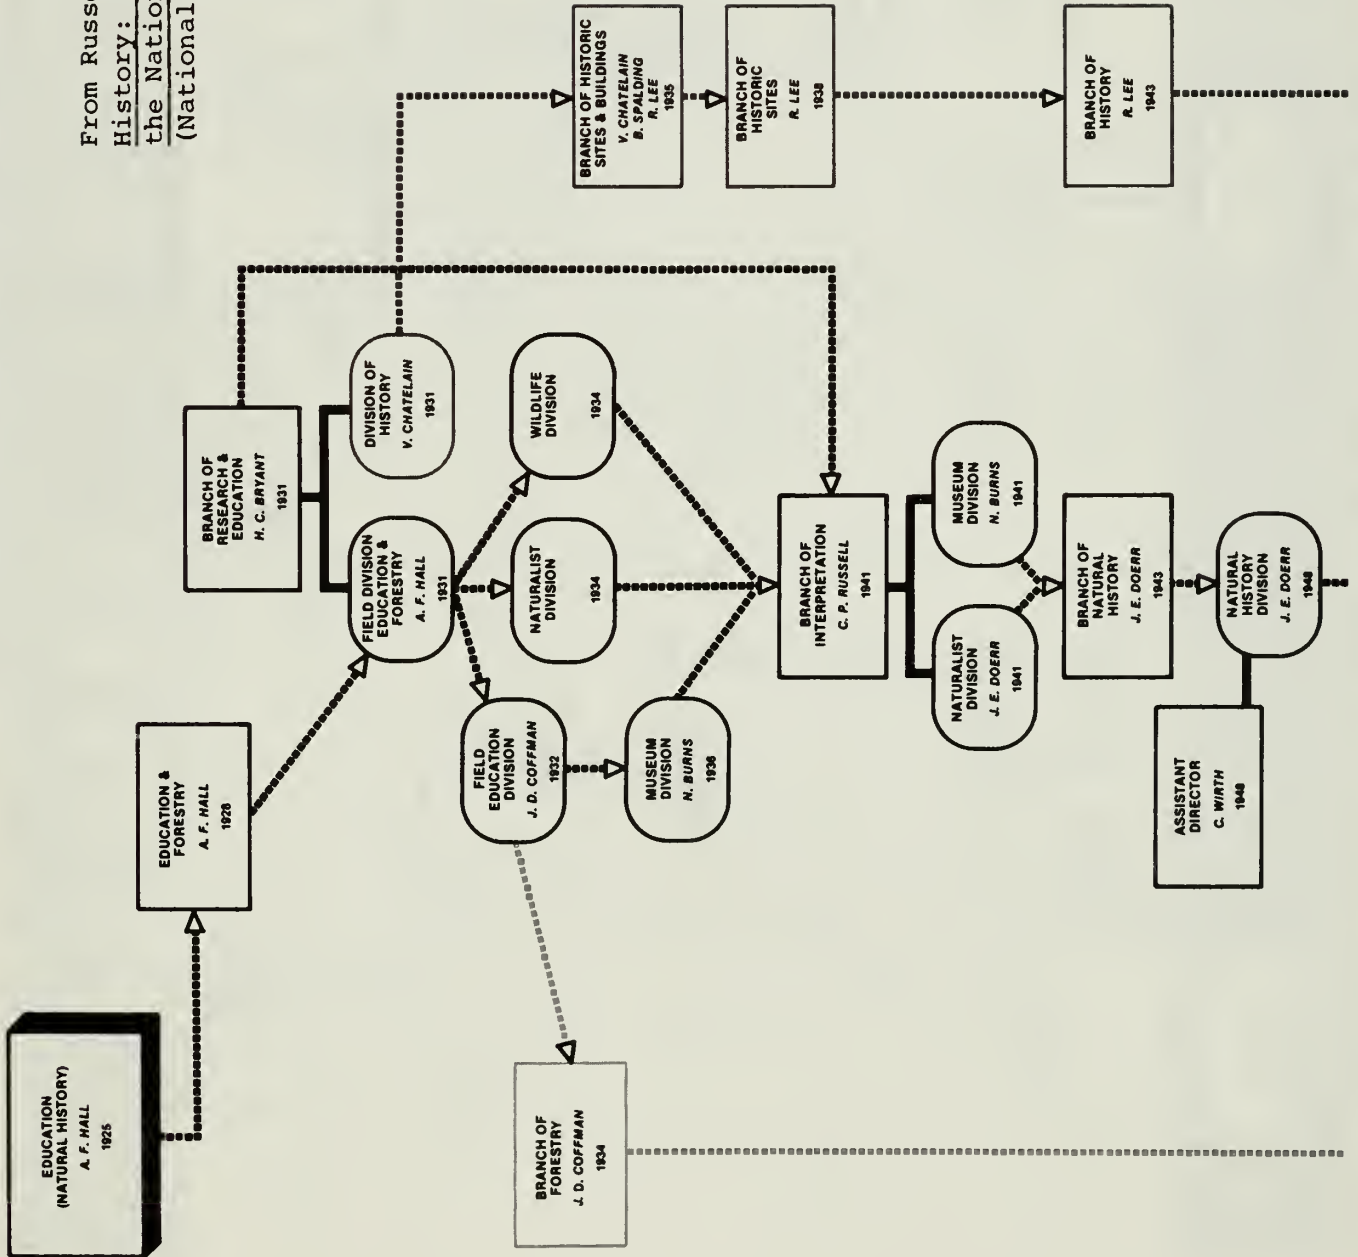 From Russe
History:
the Nation
(National
EDUCATION
(NATURAL HISTORY)
A. F. HALL
1925
EDUCATION &
FORESTRY
A. F. HALL
1928
BRANCH OF
RESEARCH &
EDUCATION
H. C. BRYANT
1931
FIELD DIVISION
EDUCATION &
FORESTRY
A. F. HALL
1931
DIVISION OF
HISTORY
V. CHATELAIN
1931
BRANCH OF
FORESTRY
J. D. COFFMAN
1934
FIELD
EDUCATION
DIVISION
J. D. COFFMAN
1932
NATURALIST
DIVISION
1934
WILDLIFE
DIVISION
1934
BRANCH OF HISTORIC
SITES & BUILDINGS
V. CHATELAIN
B. SPALDING
R. LEE
1935
MUSEUM
DIVISION
N. BURNS
1936
BRANCH OF
HISTORIC
SITES
R. LEE
1938
BRANCH OF
INTERPRETATION
C. P. RUSSELL
1941
NATURALIST
DIVISION
J. E. DOERR
1941
MUSEUM
DIVISION
N. BURNS
1941
BRANCH OF
NATURAL
HISTORY
J. E. DOERR
1943
BRANCH OF
HISTORY
R. LEE
1943
ASSISTANT
DIRECTOR
C. WIRTH
1948
NATURAL
HISTORY
DIVISION
J. E. DOERR
1948